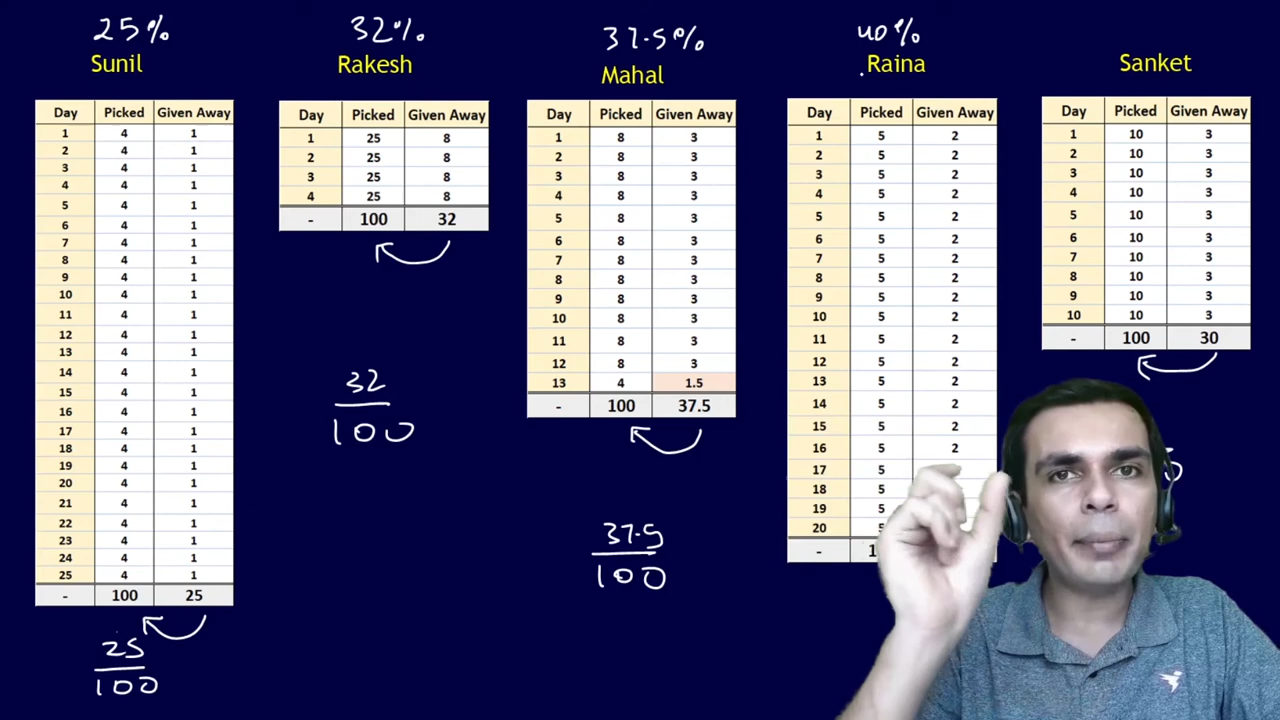 25%
Sunil
Day Picked Given Away
1 4 1
2 4 1
3 4 1
4 4 1
5 4 1
6 4 1
7 4 1
8 4 1
9 4 1
10 4 1
11 4 1
12 4 1
13 4 1
14 4 1
15 4 1
16 4 1
17 4 1
18 4 1
19 4 1
20 4 1
21 4 1
22 4 1
23 4 1
24 4 1
25 4 1
- 100 25
25
100
32%
Rakesh
Day Picked Given Away
1 25 8
2 25 8
3 25 8
4 25 8
- 100 32
32
100
37.5%
Mahal
Day Picked Given Away
1 8 3
2 8 3
3 8 3
4 8 3
5 8 3
6 8 3
7 8 3
8 8 3
9 8 3
10 8 3
11 8 3
12 8 3
13 4 1.5
- 100 37.5
37.5
100
40%
Raina
Day Picked Given Away
1 5 2
2 5 2
3 5 2
4 5 2
5 5 2
6 5 2
7 5 2
8 5 2
9 5 2
10 5 2
11 5 2
12 5 2
13 5 2
14 5 2
15 5 2
16 5 2
17 5
18 5
19 5
20 5
- 1
Sanket
Day Picked Given Away
1 10 3
2 10 3
3 10 3
4 10 3
5 10 3
6 10 3
7 10 3
8 10 3
9 10 3
10 10 3
- 100 30